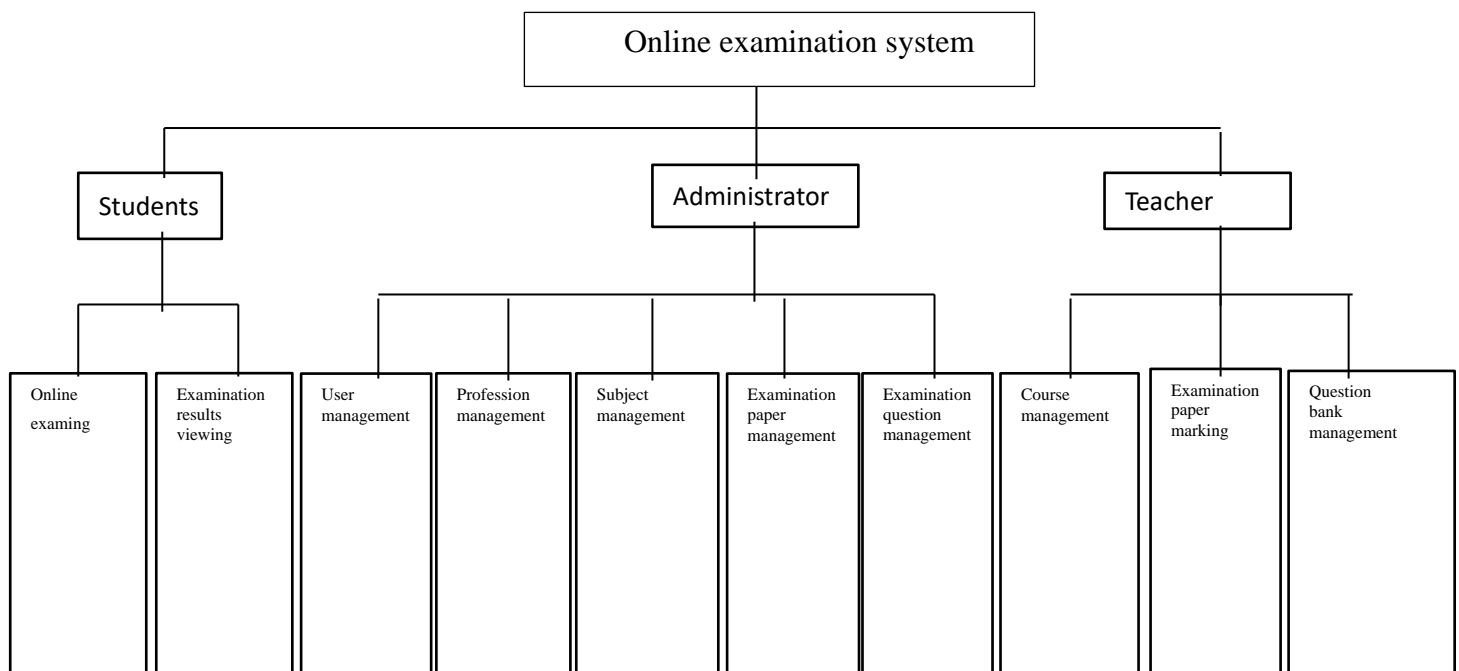 Online examination system
Students
Administrator
Teacher
Online
examing
Examination
results
viewing
User
management
Profession
management
Subject
management
Examination
paper
management
Examination
question
management
Course
management
Examination
paper
marking
Question
bank
management